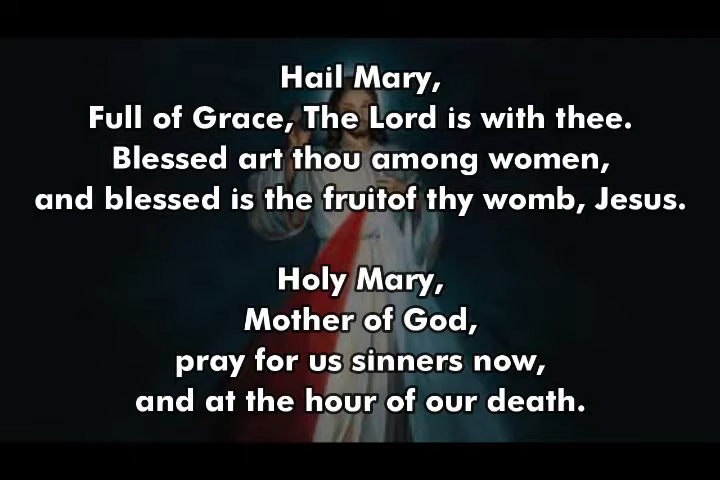 Hail Mary,
Full of Grace, The Lord is with thee.
Blessed art thou among women,
and blessed is the fruitof thy womb, Jesus.
Holy Mary,
Mother of God,
pray for us sinners now,
and at the hour of our death.